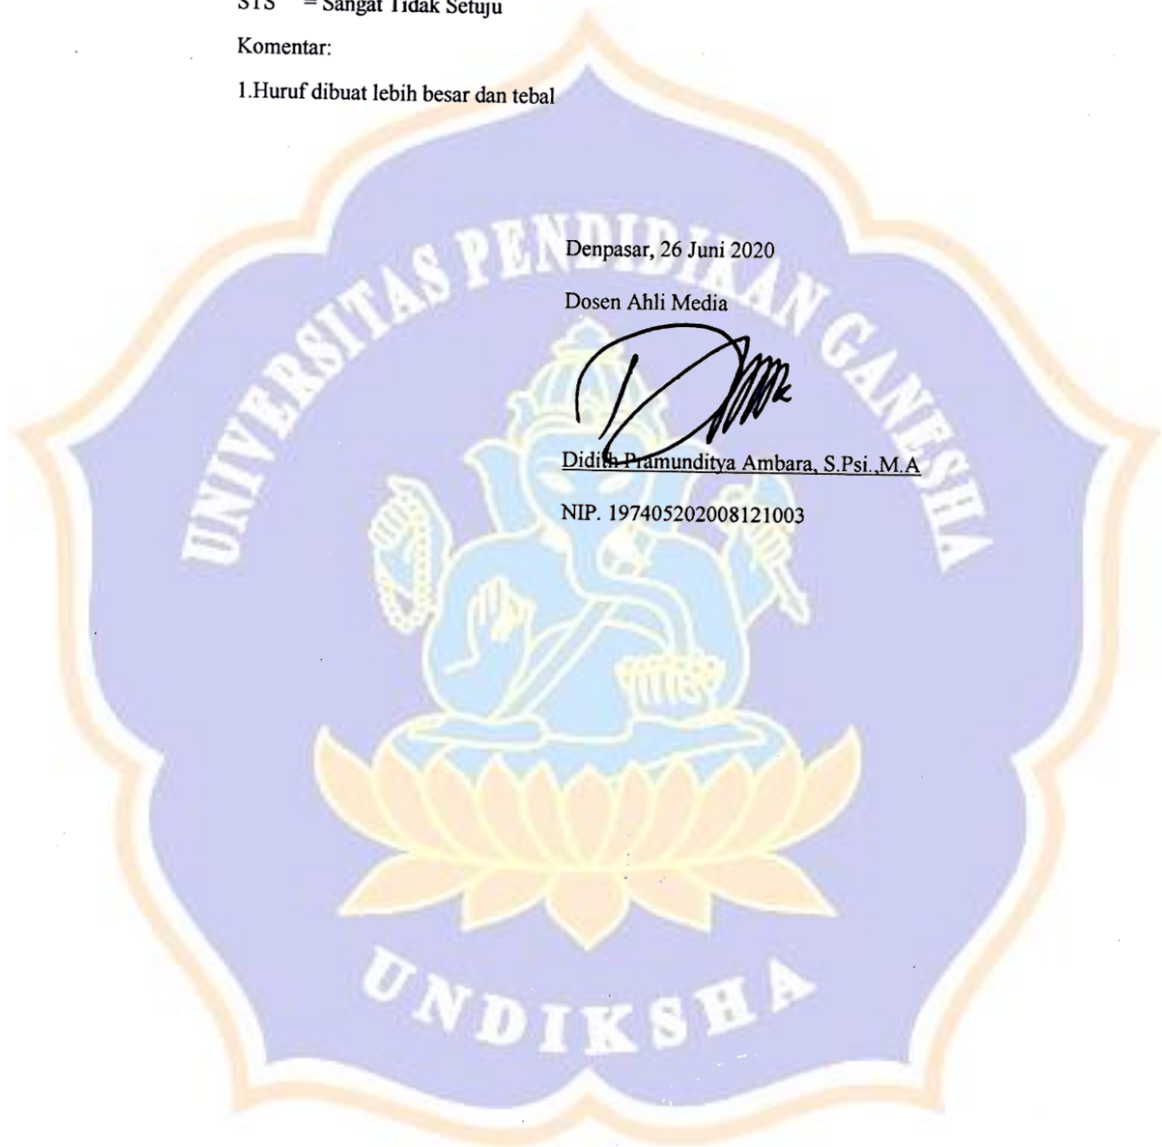 STS = Sangat Tidak Setuju
Komentar:
1.Huruf dibuat lebih besar dan tebal
UNIVERSITAS PENDIDIKAN GANESHA
Denpasar, 26 Juni 2020
Dosen Ahli Media
Didith Pramunditya Ambara, S.Psi.,M.A
NIP. 197405202008121003
UNDIKSHA